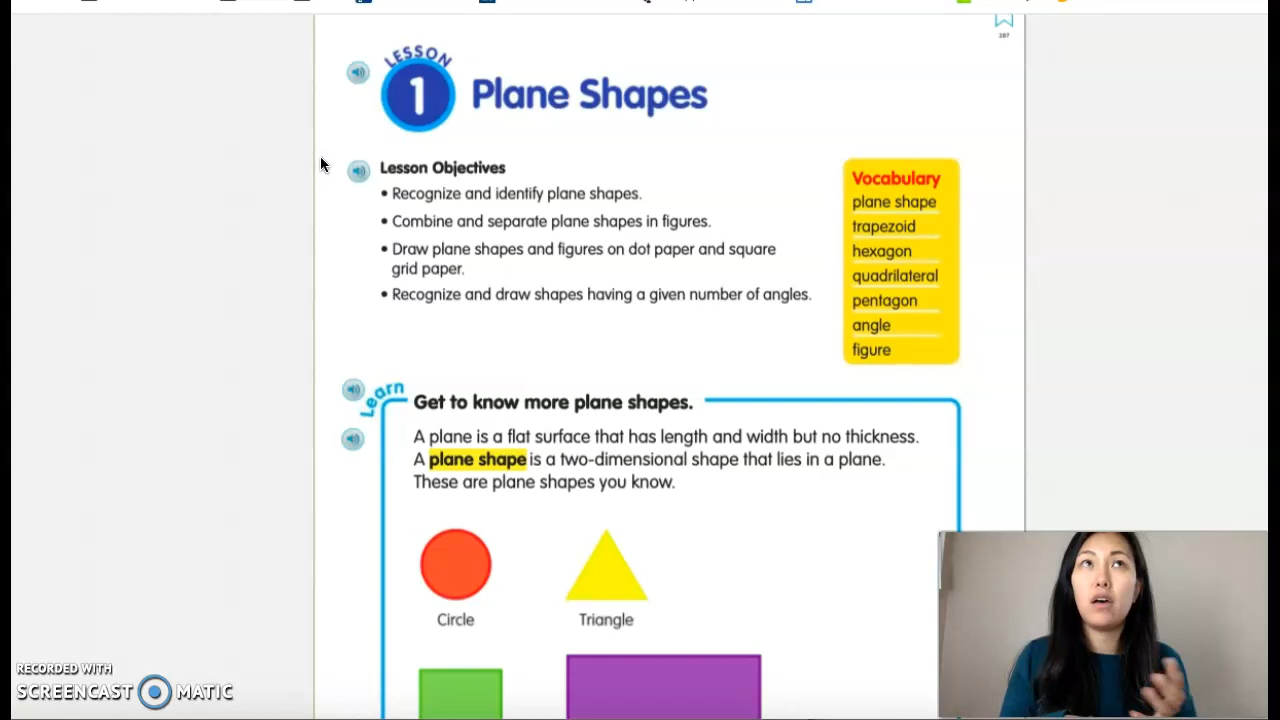 287
LESSON
1
Plane Shapes
Lesson Objectives
• Recognize and identify plane shapes.
• Combine and separate plane shapes in figures.
• Draw plane shapes and figures on dot paper and square
grid paper.
• Recognize and draw shapes having a given number of angles.
Vocabulary
plane shape
trapezoid
hexagon
quadrilateral
pentagon
angle
figure
Learn
Get to know more plane shapes.
A plane is a flat surface that has length and width but no thickness.
A plane shape is a two-dimensional shape that lies in a plane.
These are plane shapes you know.
Circle
Triangle
RECORDED WITH
SCREENCAST MATIC